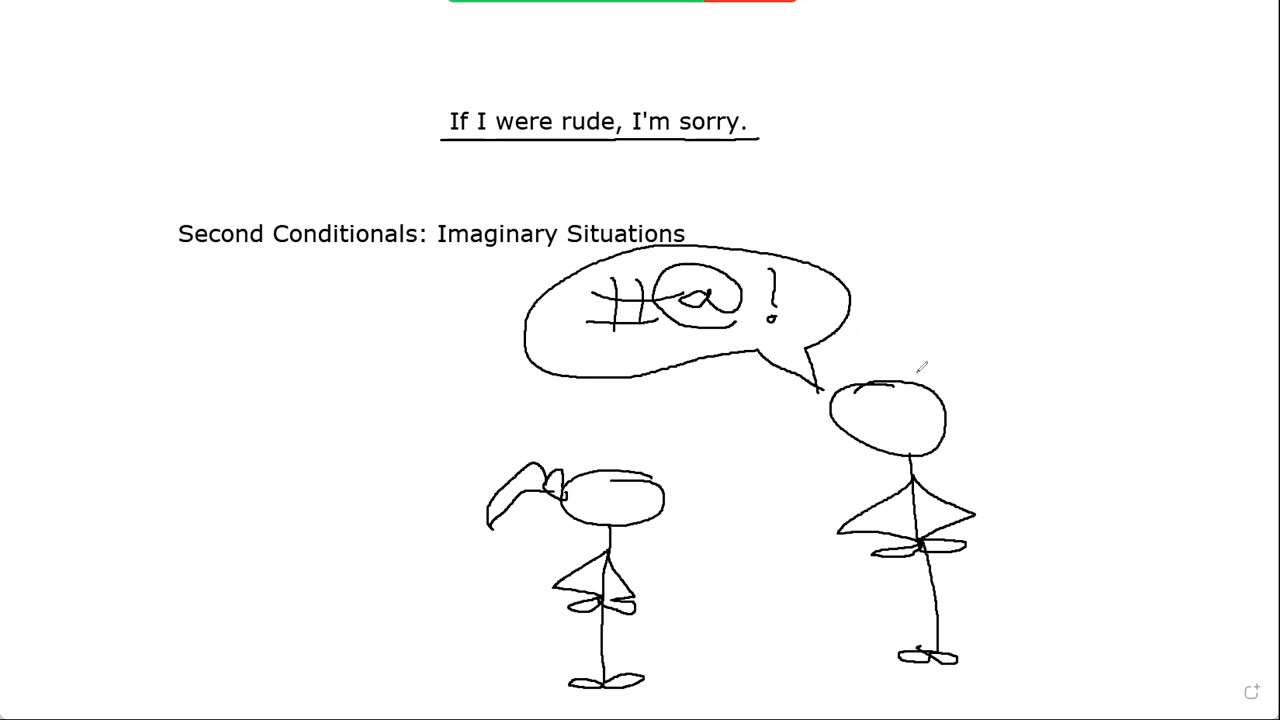 If I were rude, I'm sorry.
Second Conditionals: Imaginary Situations
#@!